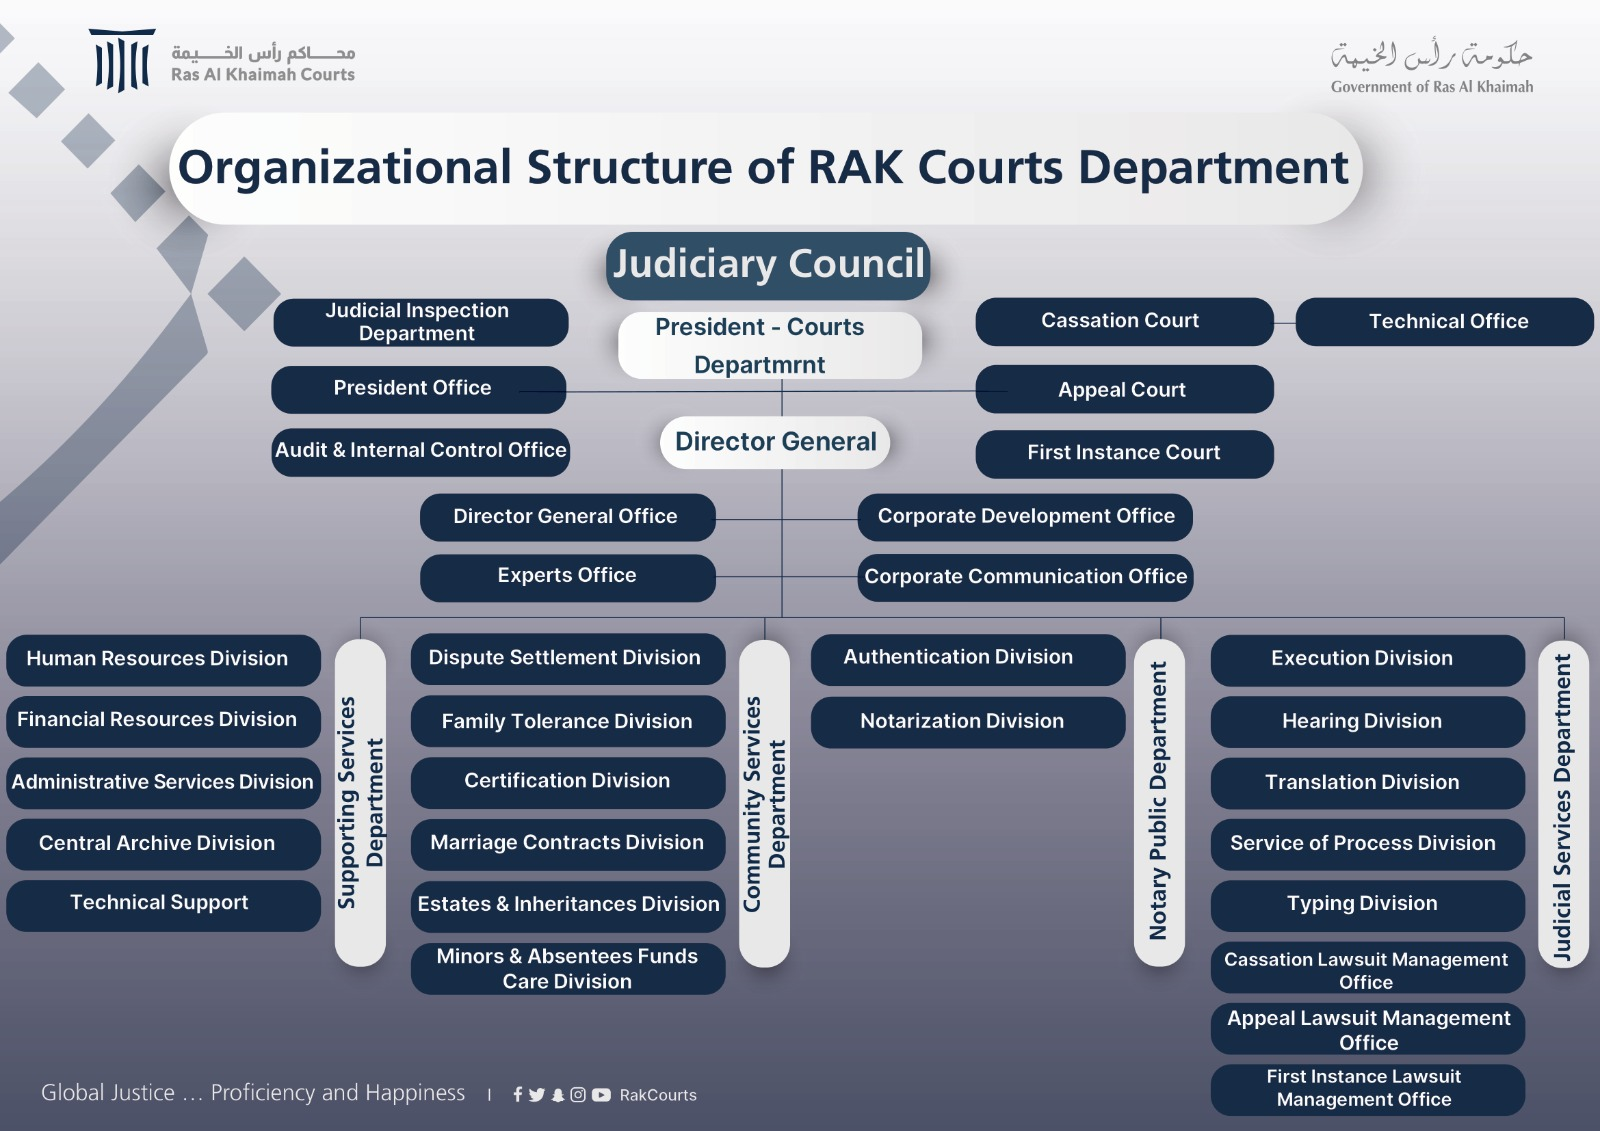 محـــاكم رأس الخـــيمة
Ras Al Khaimah Courts
حكومة رأس الخيمة
Government of Ras Al Khaimah
Organizational Structure of RAK Courts Department
Judiciary Council
Judicial Inspection
Department
President - Courts
Departmrnt
Cassation Court
Technical Office
President Office
Appeal Court
Audit & Internal Control Office
Director General
First Instance Court
Director General Office
Corporate Development Office
Experts Office
Corporate Communication Office
Human Resources Division
Financial Resources Division
Administrative Services Division
Central Archive Division
Technical Support
Supporting Services
Department
Dispute Settlement Division
Family Tolerance Division
Certification Division
Marriage Contracts Division
Estates & Inheritances Division
Minors & Absentees Funds
Care Division
Community Services
Department
Authentication Division
Notarization Division
Notary Public Department
Execution Division
Hearing Division
Translation Division
Service of Process Division
Typing Division
Cassation Lawsuit Management
Office
Appeal Lawsuit Management
Office
First Instance Lawsuit
Management Office
Judicial Services Department
Global Justice ... Proficiency and Happiness | RakCourts